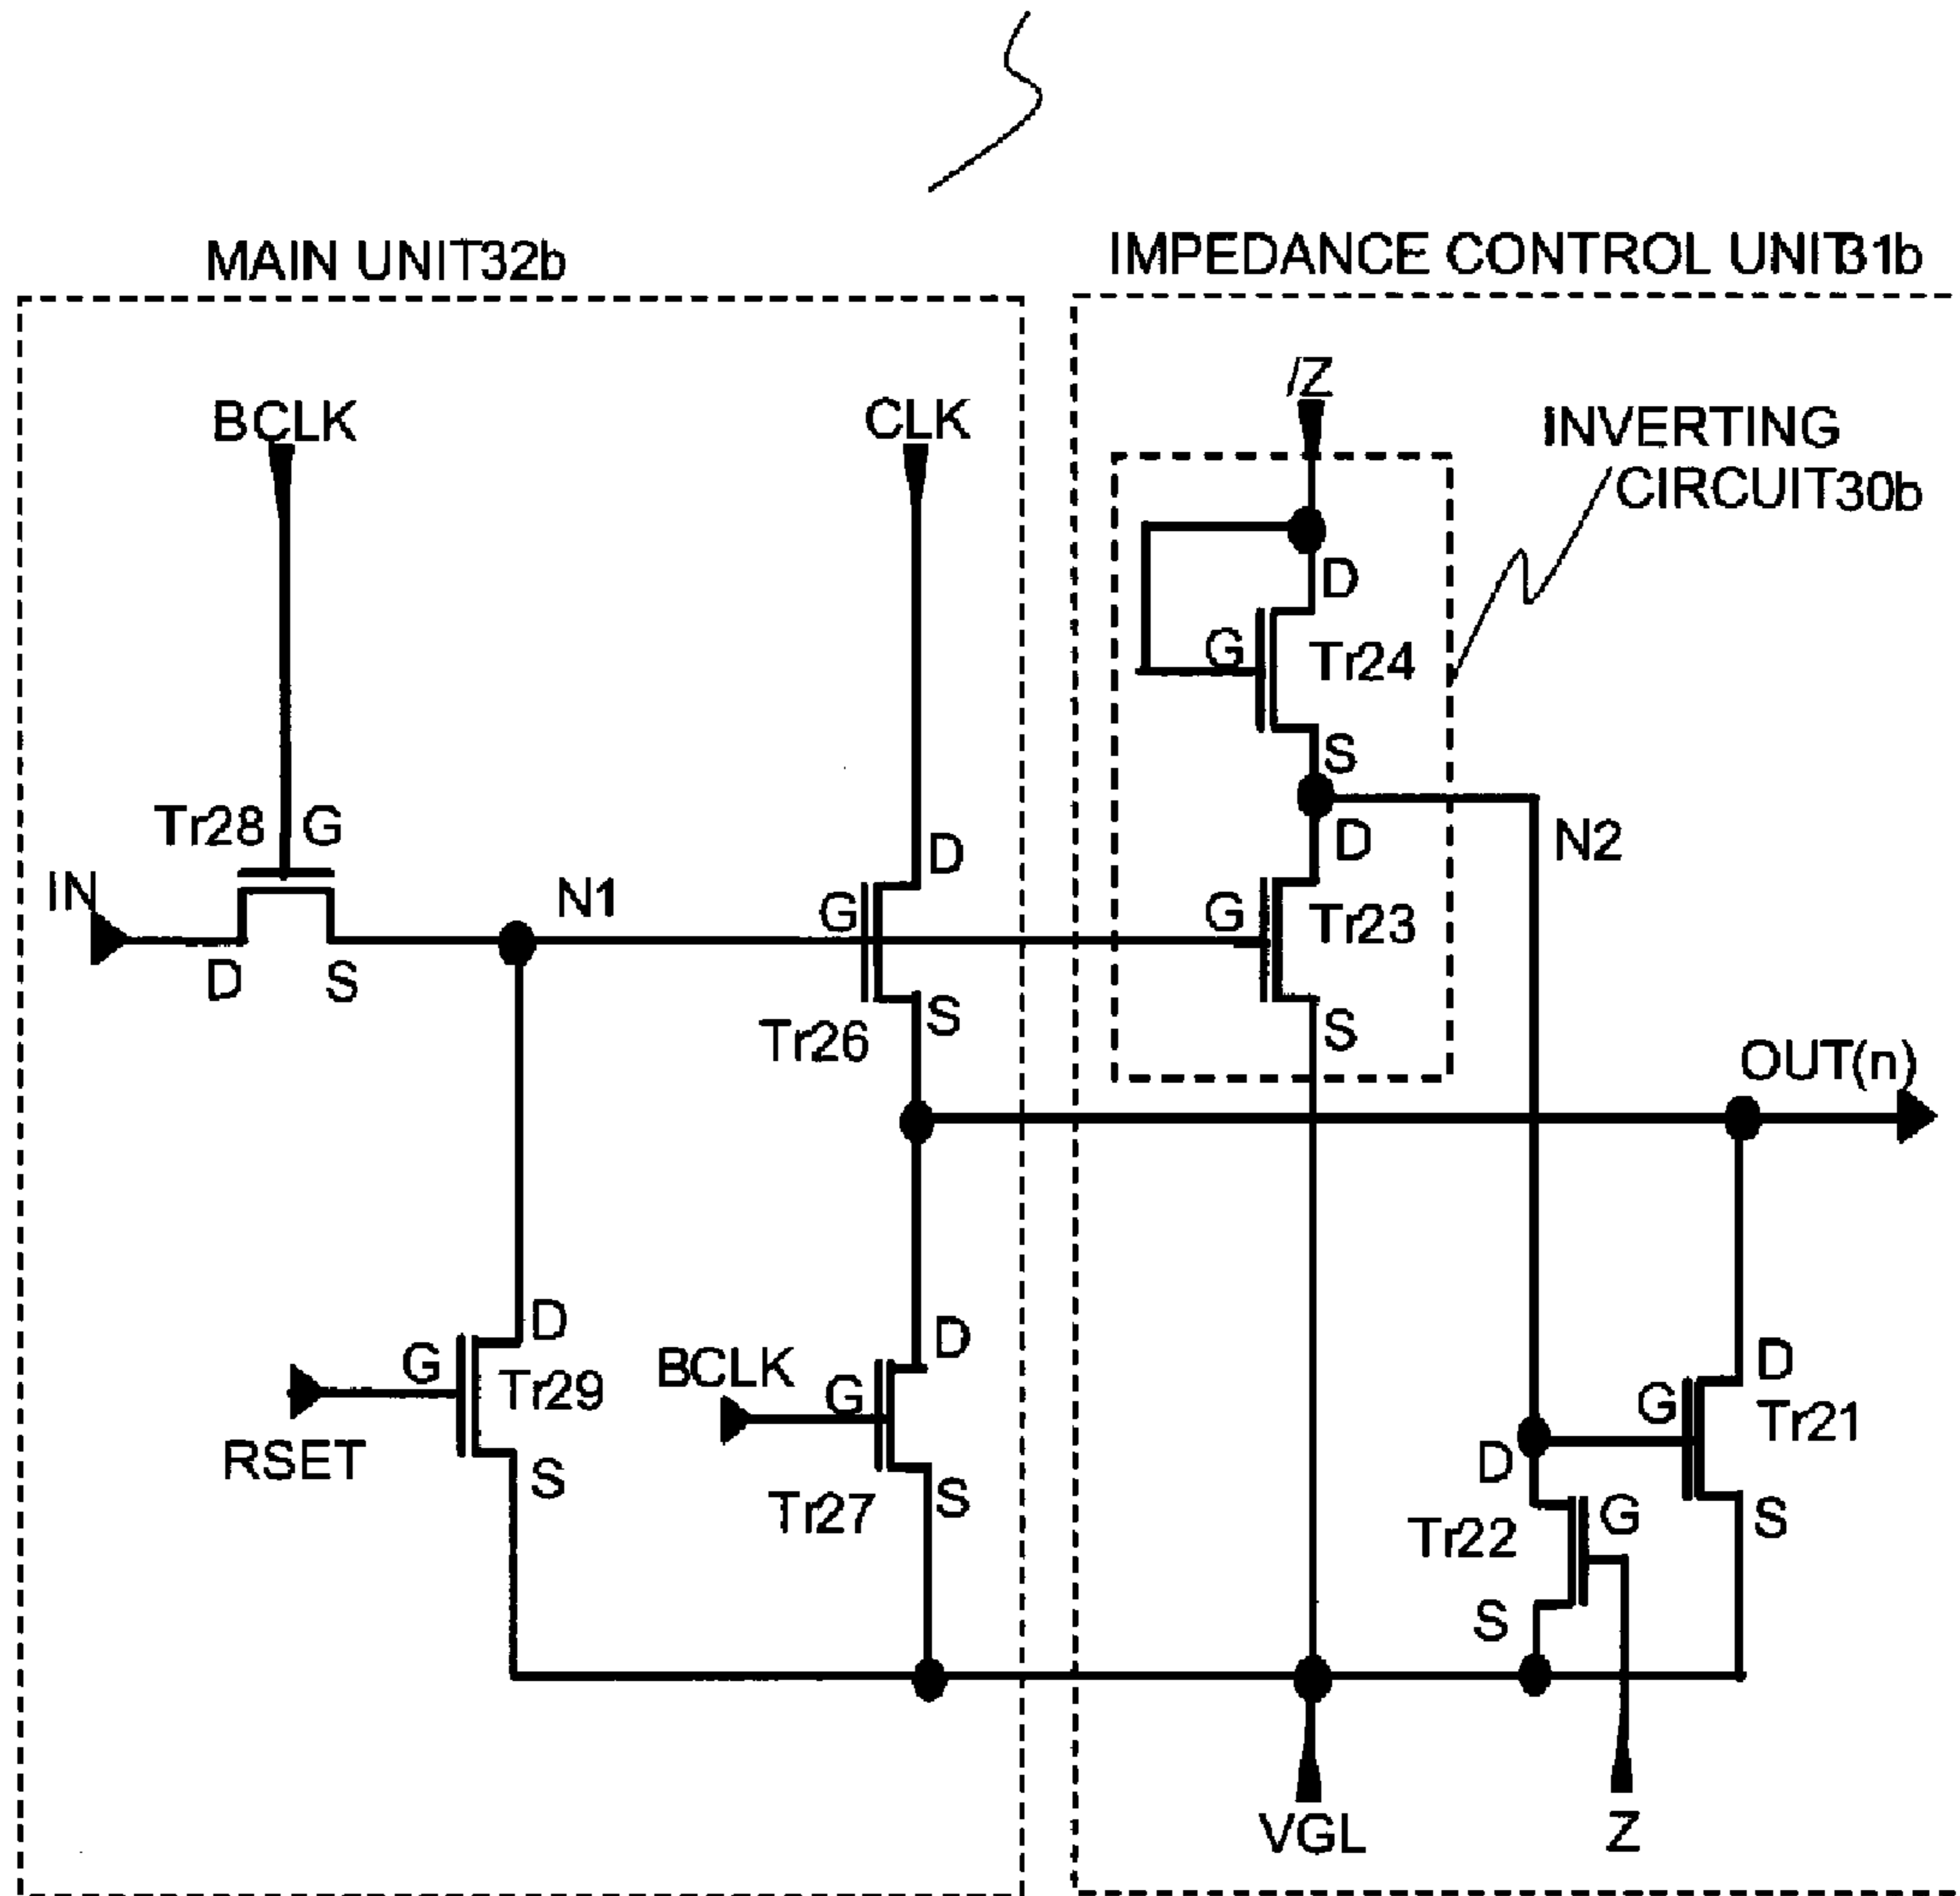 MAIN UNIT32b
IMPEDANCE CONTROL UNIT31b
/Z
BCLK
CLK
INVERTING
CIRCUIT30b
D
G
Tr24
S
Tr28
G
D
N2
D
IN
N1
G
G
Tr23
D
S
S
Tr26
S
OUT(n)
D
D
D
G
Tr29
BCLK
G
G
Tr21
RSET
D
S
S
Tr27
G
S
Tr22
S
VGL
Z